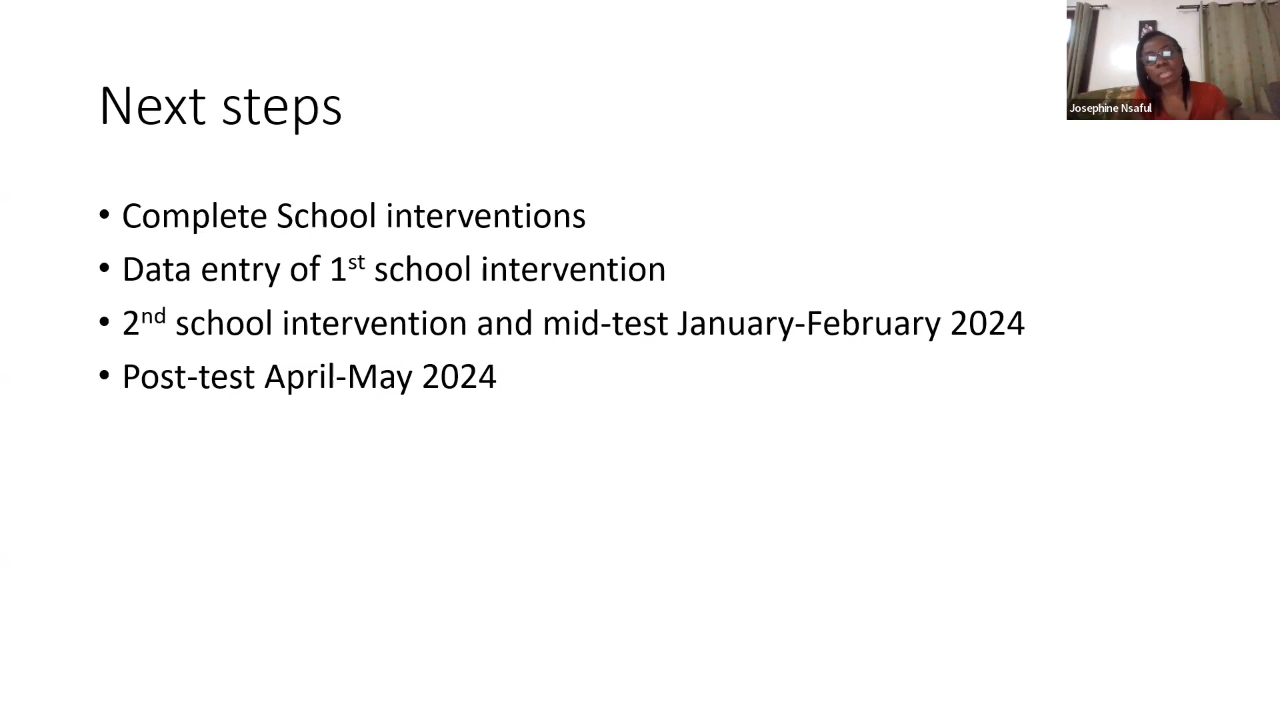 Next steps
• Complete School interventions
• Data entry of 1st school intervention
• 2nd school intervention and mid-test January-February 2024
• Post-test April-May 2024
Josephine Nsaful